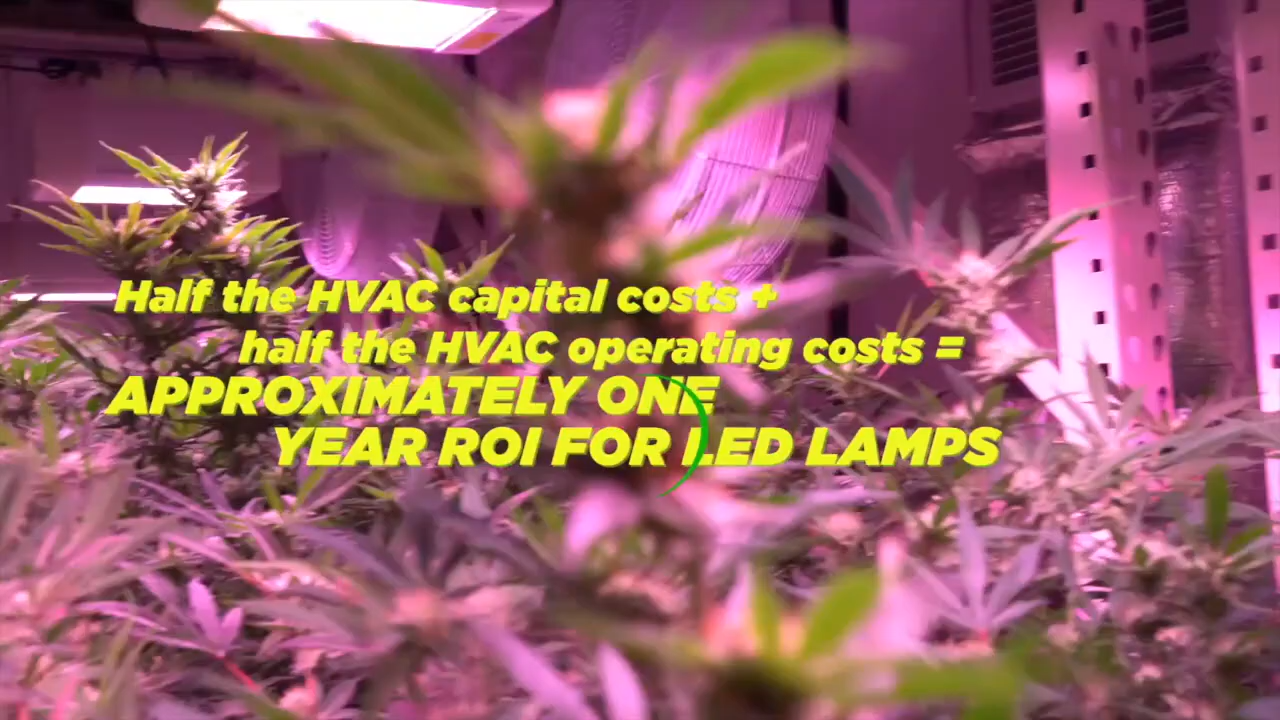 Half the HVAC capital costs +
half the HVAC operating costs =
APPROXIMATELY ONE
YEAR ROI FOR LED LAMPS